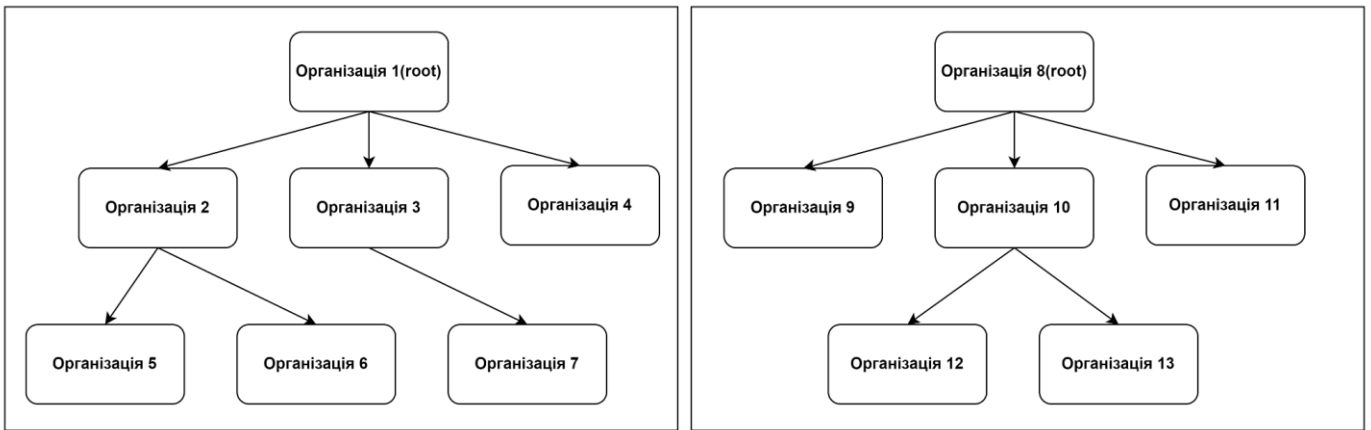 Організація 1(root)
Організація 2
Організація 3
Організація 4
Організація 5
Організація 6
Організація 7
Організація 8(root)
Організація 9
Організація 10
Організація 11
Організація 12
Організація 13